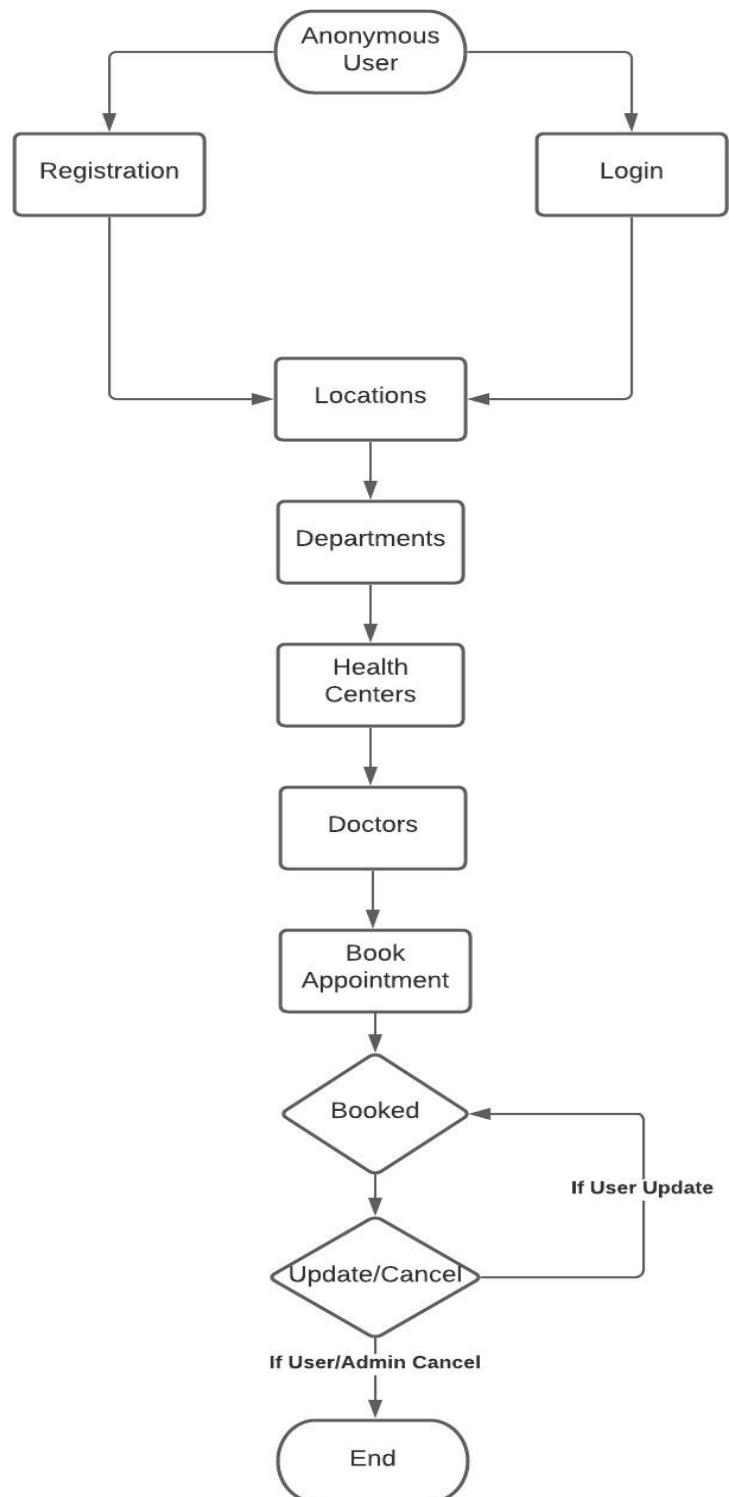 Anonymous
User
Registration
Login
Locations
Departments
Health
Centers
Doctors
Book
Appointment
Booked
If User Update
Update/Cancel
If User/Admin Cancel
End